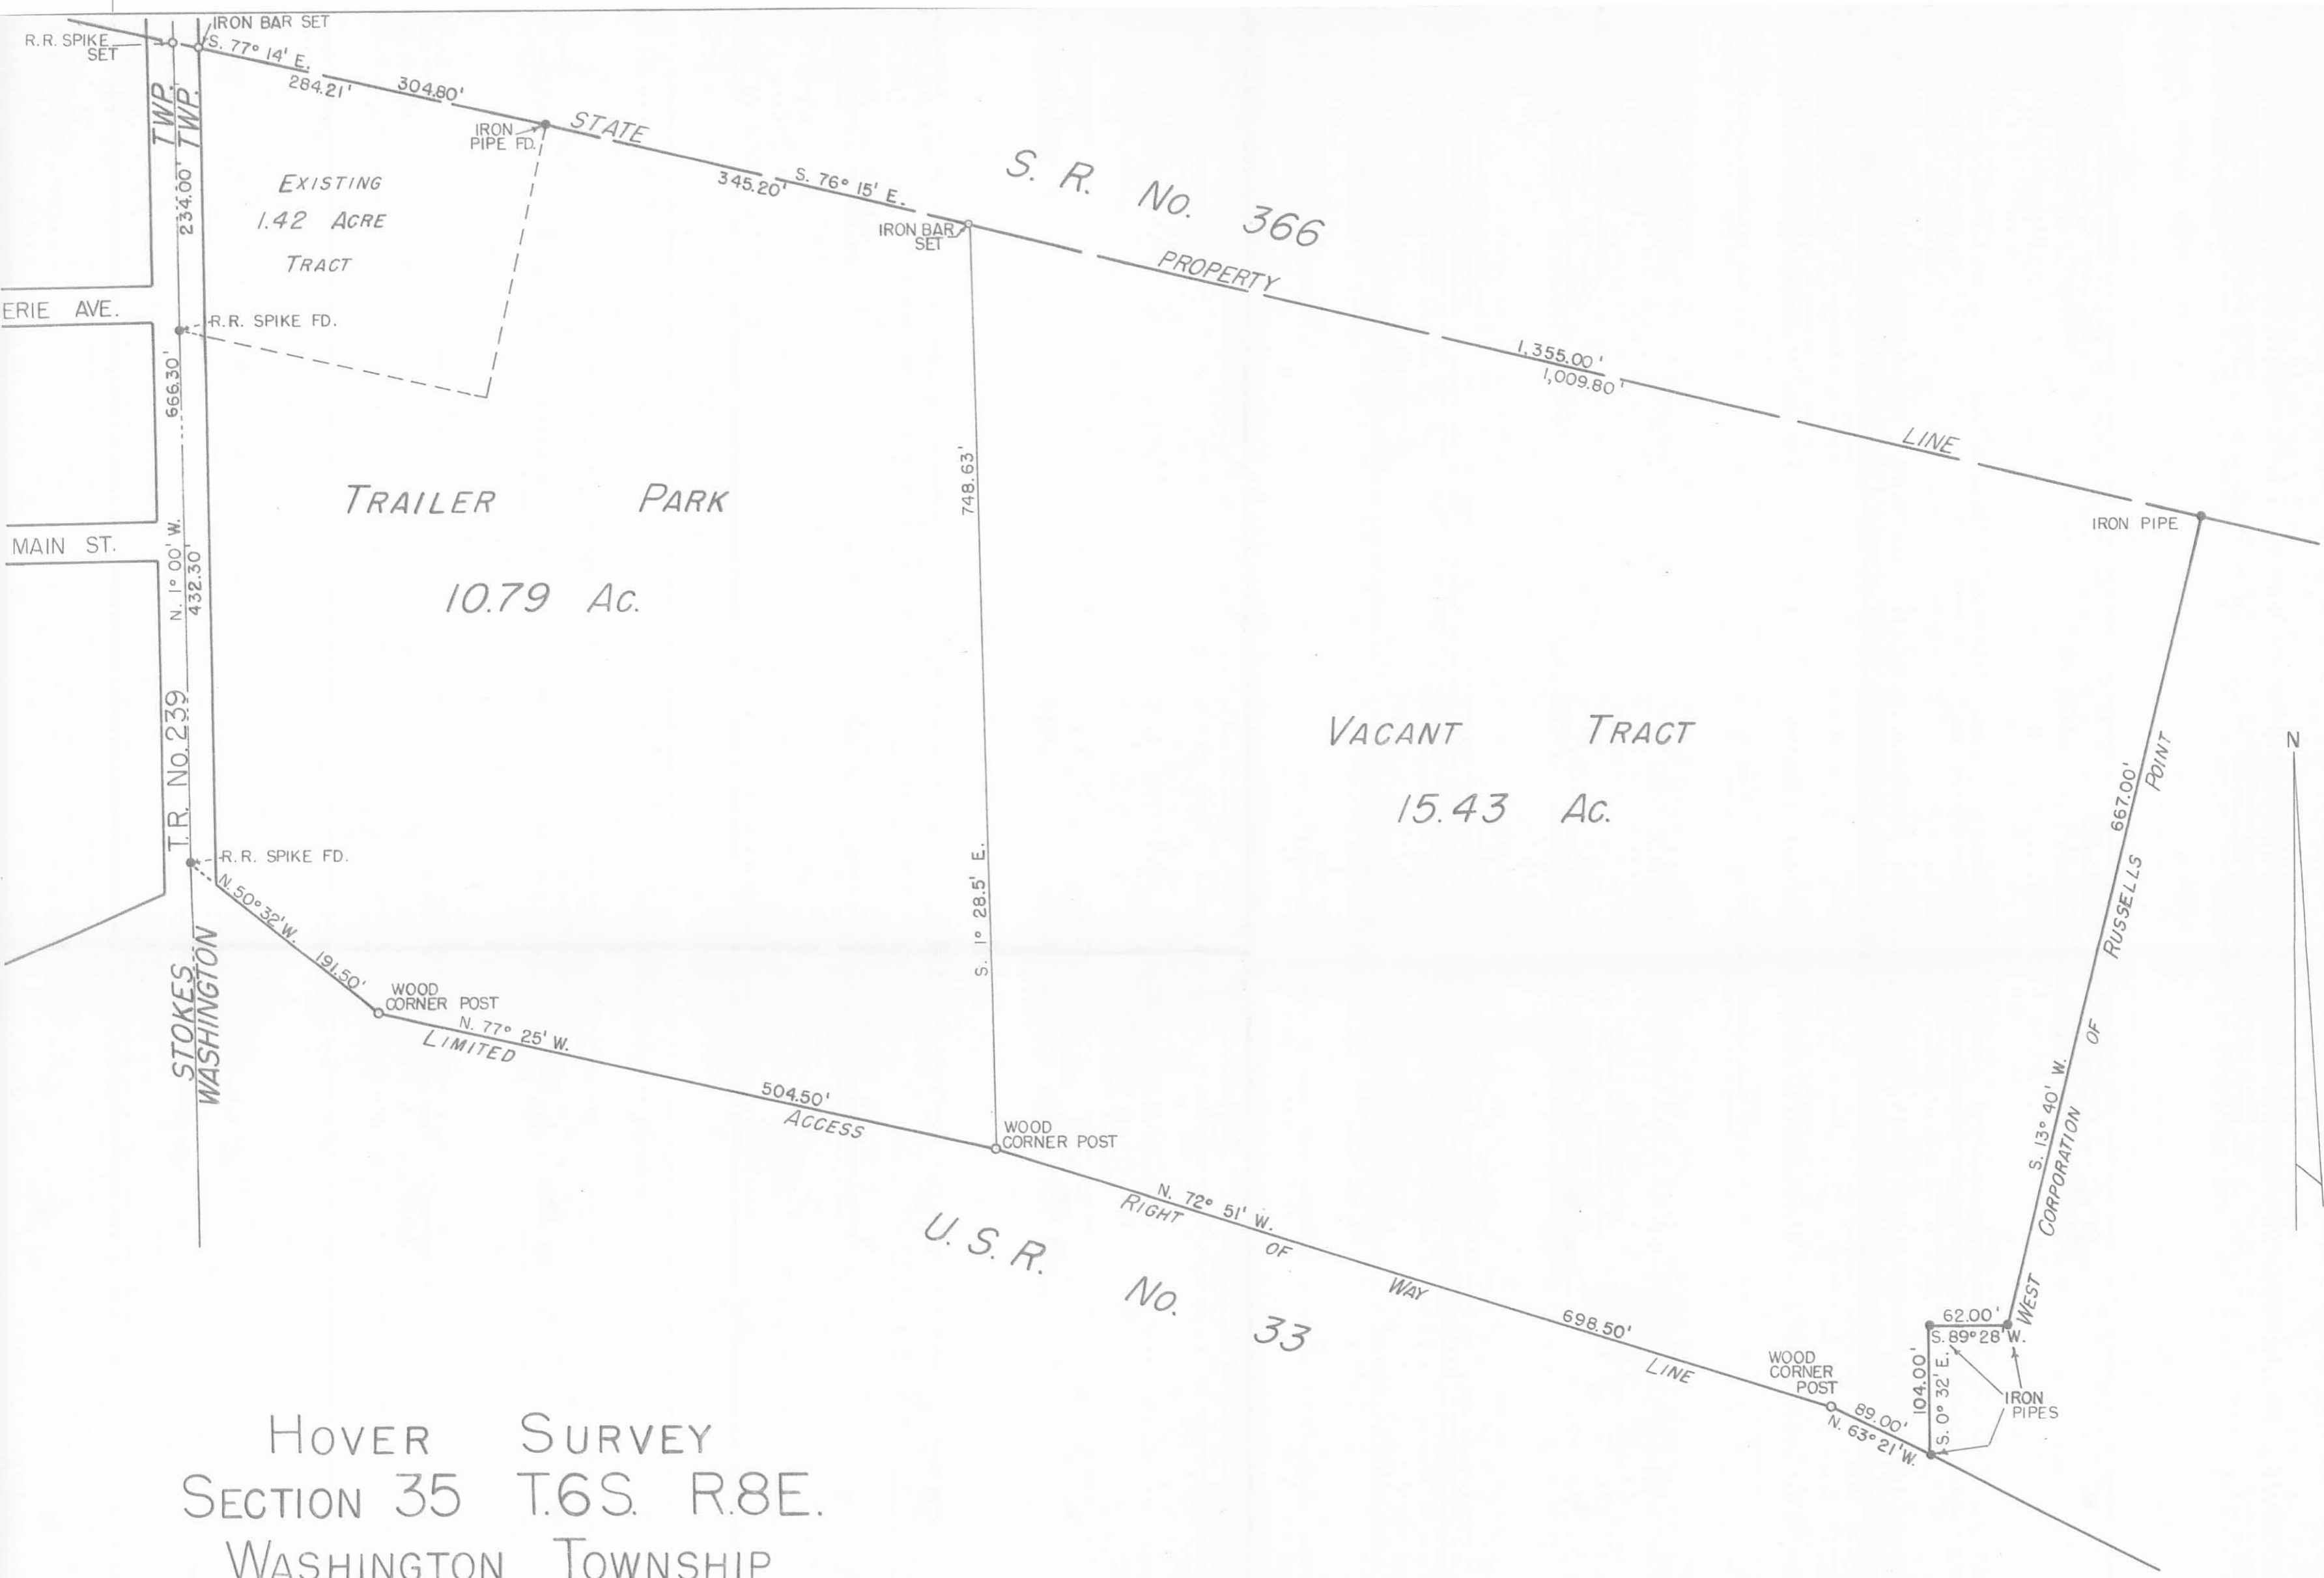 IRON BAR SET
R.R. SPIKE
SET
S. 77° 14' E.
284.21'
304.80'
TWP.
TWP.
234.00'
IRON
PIPE FD.
STATE
345.20'
S. 76° 15' E.
S. R. No. 366
EXISTING
1.42 ACRE
TRACT
IRON BAR
SET
PROPERTY
ERIE AVE.
R.R. SPIKE FD.
666.30'
1,355.00'
1,009.80'
LINE
IRON PIPE
748.63'
TRAILER PARK
10.79 AC.
MAIN ST.
N. 1° 00' W.
432.30'
VACANT TRACT
15.43 AC.
N
667.00'
POINT
RUSSELLS
OF
T.R. No. 239
R.R. SPIKE FD.
S. 1° 28.5' E.
N. 50° 32' W.
191.50'
STOKES
WASHINGTON
WOOD
CORNER POST
N. 77° 25' W.
LIMITED
504.50'
ACCESS
WOOD
CORNER POST
S. 13° 40' W.
CORPORATION
WEST
N. 72° 51' W.
RIGHT
OF
WAY
U.S.R. No. 33
698.50'
LINE
62.00'
S. 89° 28' W.
104.00'
S. 0° 32' E.
WOOD
CORNER
POST
IRON
PIPES
89.00'
N. 63° 21' W.
HOVER SURVEY
SECTION 35 T.6S. R.8E.
WASHINGTON TOWNSHIP